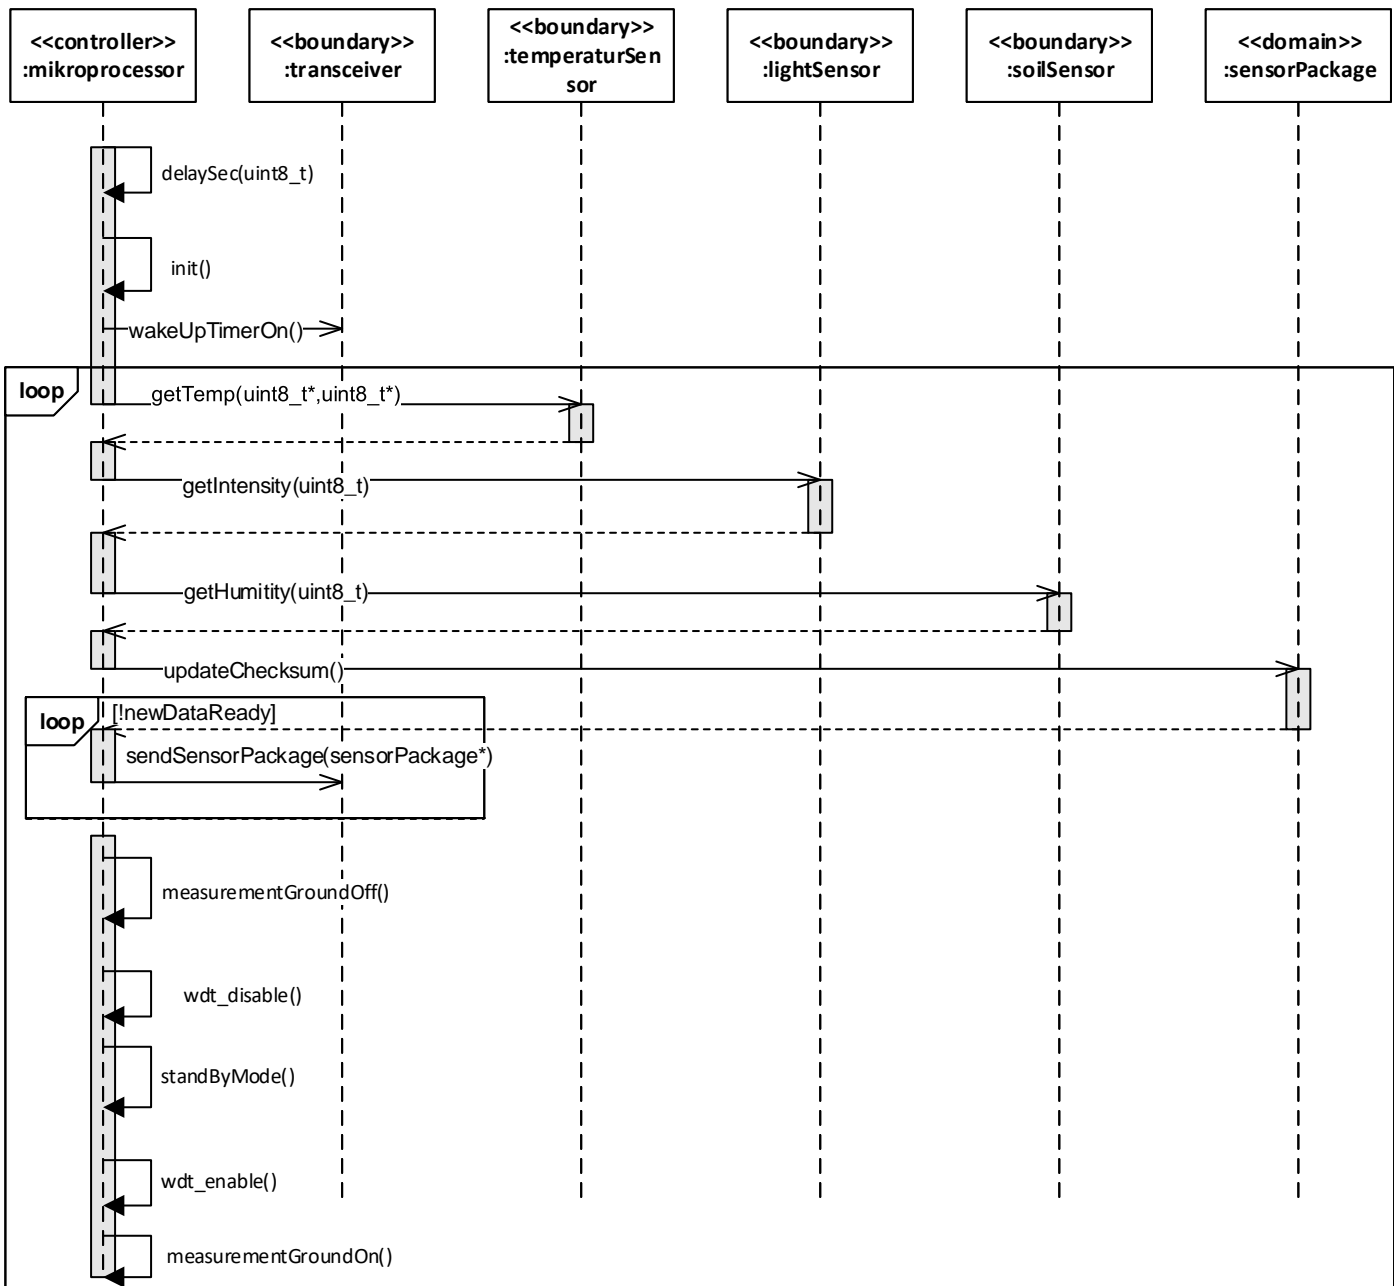 <<controller>>
:mikroprocessor
<<boundary>>
:transceiver
<<boundary>>
:temperaturSen
sor
<<boundary>>
:lightSensor
<<boundary>>
:soilSensor
<<domain>>
:sensorPackage
delaySec(uint8_t)
init()
wakeUpTimerOn()
loop
getTemp(uint8_t*,uint8_t*)
getIntensity(uint8_t)
getHumitity(uint8_t)
updateChecksum()
loop
[!newDataReady]
sendSensorPackage(sensorPackage*)
measurementGroundOff()
wdt_disable()
standByMode()
wdt_enable()
measurementGroundOn()